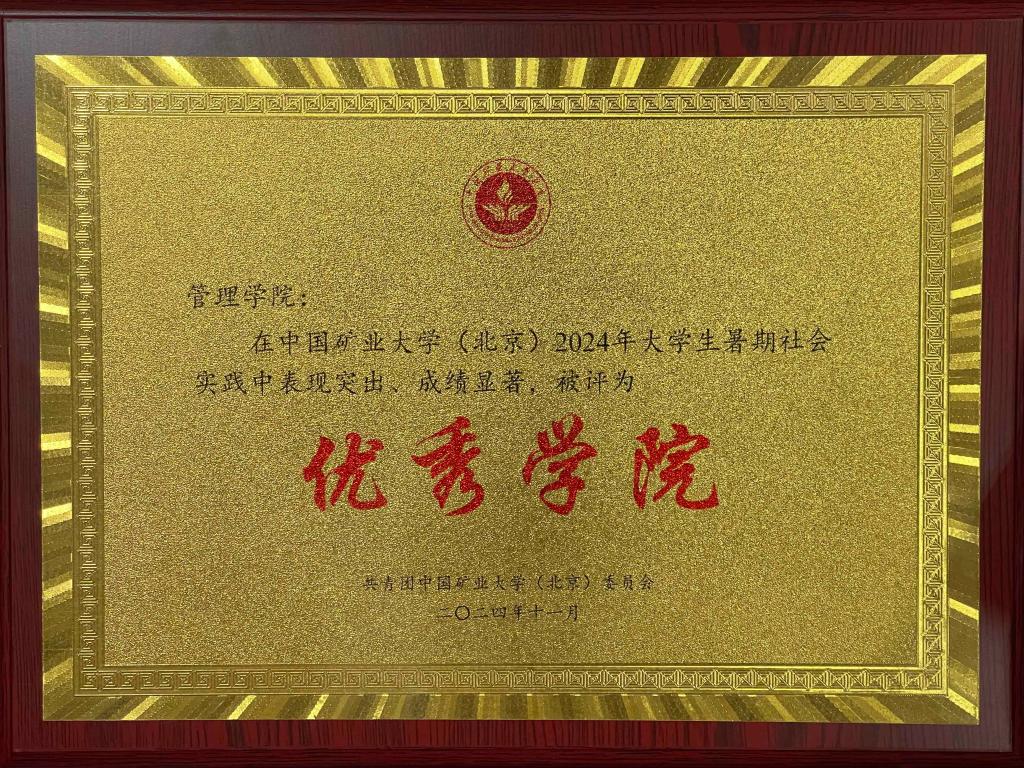 管理学院：
在中国矿业大学（北京）2024年大学生暑期社会
实践中表现突出、成绩显著，被评为
优秀学院
共青团中国矿业大学（北京）委员会
二〇二四年十一月